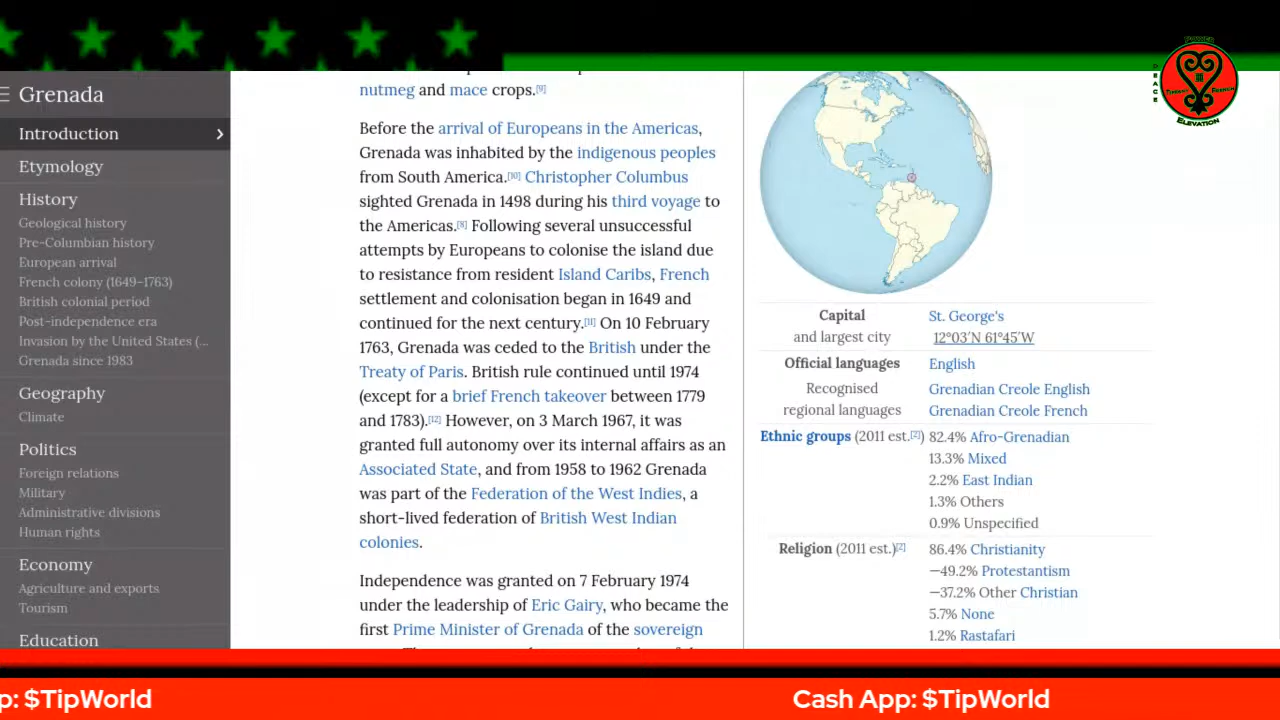 Grenada
Introduction
Etymology
History
Geological history
Pre-Columbian history
European arrival
French colony (1649–1763)
British colonial period
Post-independence era
Invasion by the United States (...
Grenada since 1983
Geography
Climate
Politics
Foreign relations
Military
Administrative divisions
Human rights
Economy
Agriculture and exports
Tourism
Education
nutmeg and mace crops.[9]
Before the arrival of Europeans in the Americas,
Grenada was inhabited by the indigenous peoples
from South America.[10] Christopher Columbus
sighted Grenada in 1498 during his third voyage to
the Americas.[8] Following several unsuccessful
attempts by Europeans to colonise the island due
to resistance from resident Island Caribs, French
settlement and colonisation began in 1649 and
continued for the next century.[11] On 10 February
1763, Grenada was ceded to the British under the
Treaty of Paris. British rule continued until 1974
(except for a brief French takeover between 1779
and 1783).[12] However, on 3 March 1967, it was
granted full autonomy over its internal affairs as an
Associated State, and from 1958 to 1962 Grenada
was part of the Federation of the West Indies, a
short-lived federation of British West Indian
colonies.
Independence was granted on 7 February 1974
under the leadership of Eric Gairy, who became the
first Prime Minister of Grenada of the sovereign
Capital St. George's
and largest city 12°03′N 61°45′W
Official languages English
Recognised Grenadian Creole English
regional languages Grenadian Creole French
Ethnic groups (2011 est.[2]) 82.4% Afro-Grenadian
13.3% Mixed
2.2% East Indian
1.3% Others
0.9% Unspecified
Religion (2011 est.)[2] 86.4% Christianity
—49.2% Protestantism
—37.2% Other Christian
5.7% None
1.2% Rastafari
Power
PEACE
Elevation
p: $TipWorld
Cash App: $TipWorld